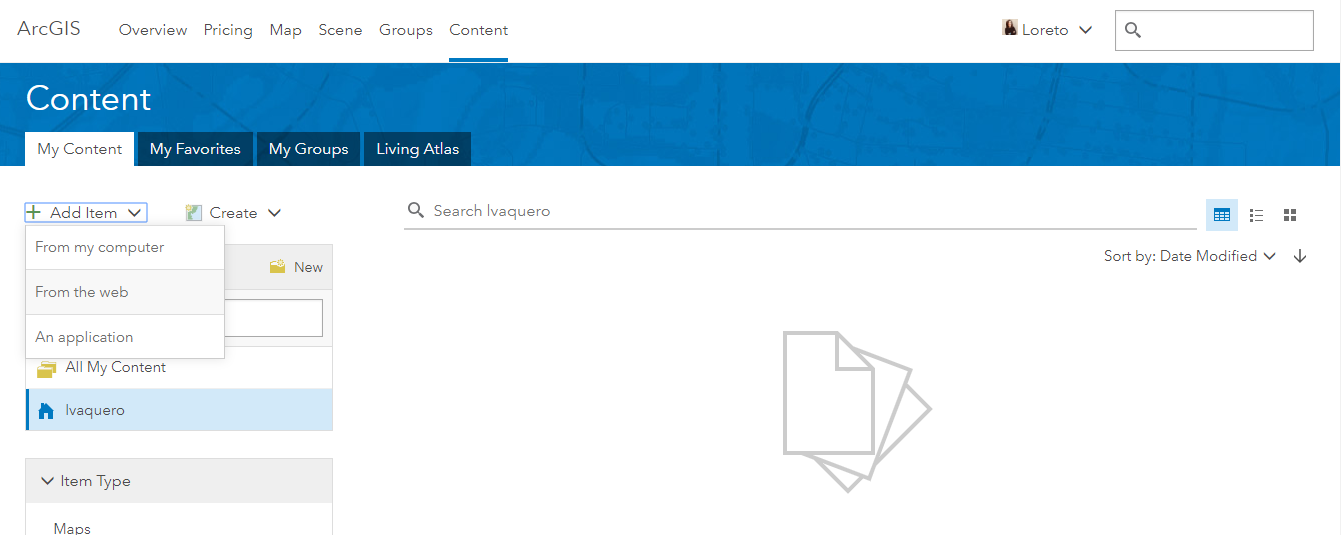 ArcGIS Overview Pricing Map Scene Groups Content Loreto
Content
My Content My Favorites My Groups Living Atlas
Add Item Create Search lvaquero
From my computer
New
Sort by: Date Modified
From the web
An application
All My Content
lvaquero
Item Type
Maps